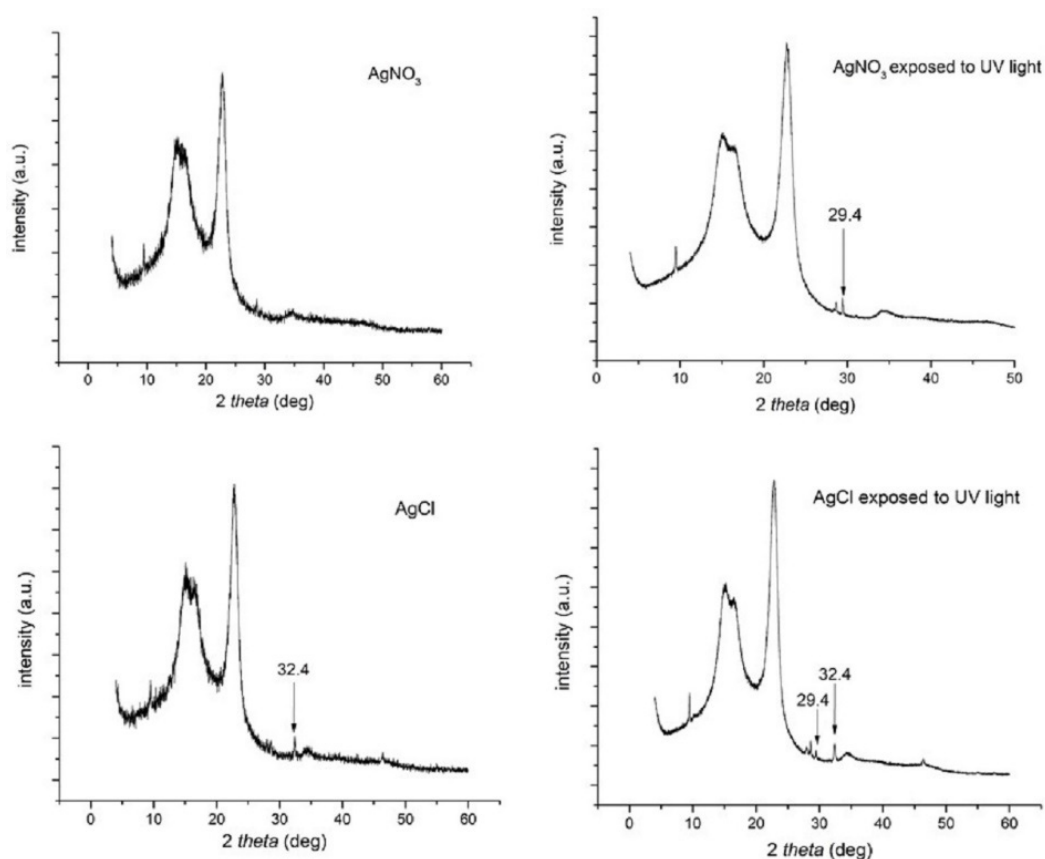 AgNO₃
intensity (a.u.)
0 10 20 30 40 50 60
2 theta (deg)
AgNO₃ exposed to UV light
29.4
intensity (a.u.)
0 10 20 30 40 50
2 theta (deg)
AgCl
32.4
intensity (a.u.)
0 10 20 30 40 50 60
2 theta (deg)
AgCl exposed to UV light
32.4
29.4
intensity (a.u.)
0 10 20 30 40 50 60
2 theta (deg)